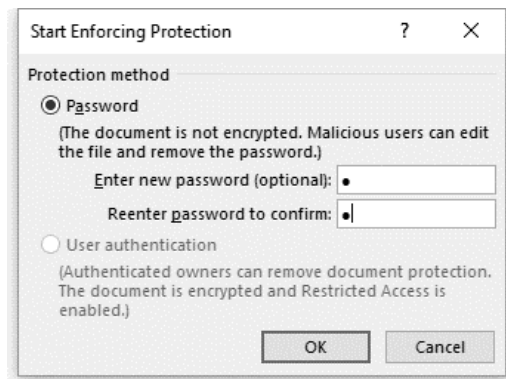 Start Enforcing Protection ? ×
Protection method
Password
(The document is not encrypted. Malicious users can edit
the file and remove the password.)
Enter new password (optional): •
Reenter password to confirm: •
User authentication
(Authenticated owners can remove document protection.
The document is encrypted and Restricted Access is
enabled.)
OK Cancel